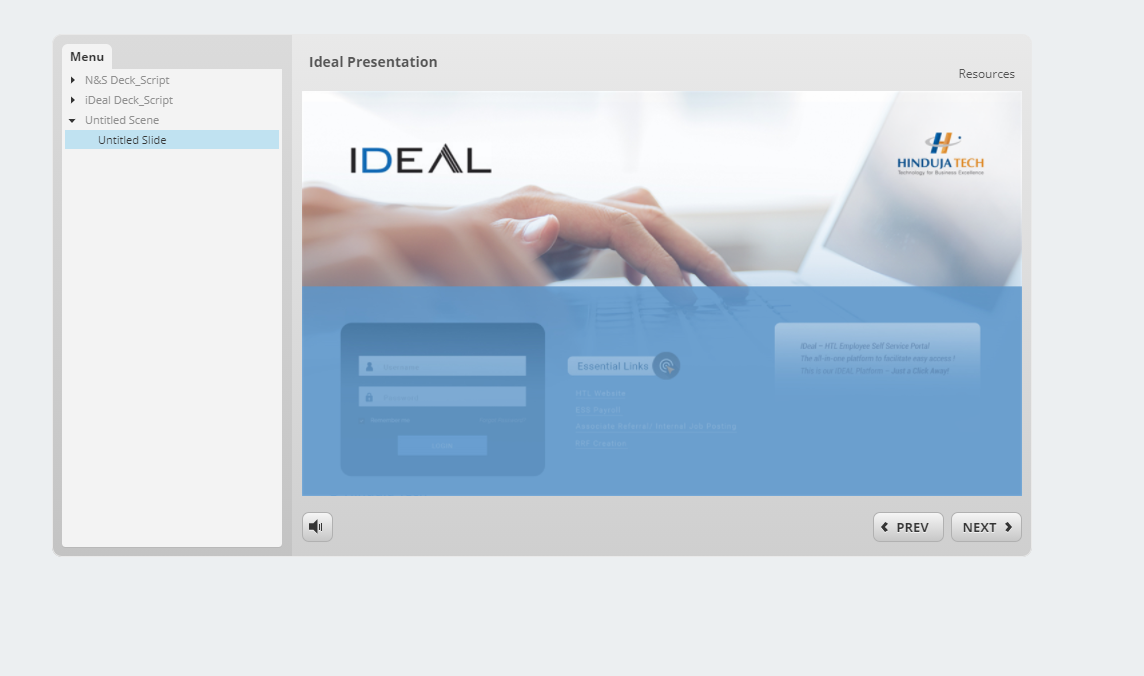 Menu
N&S Deck_Script
iDeal Deck_Script
Untitled Scene
Untitled Slide
Ideal Presentation
Resources
IDEAL
HINDUJA TECH
Technology for Business Excellence
Username
Password
LOGIN
Essential Links
HTL Website
ESS Payroll
Associate Referral: Internal Job Posting
RAF Creation
iDeal – HTL Employee Self Service Portal
The all-in-one platform to facilitate easy access!
This is our IDEAL Platform – Just a Click Away!
PREV
NEXT